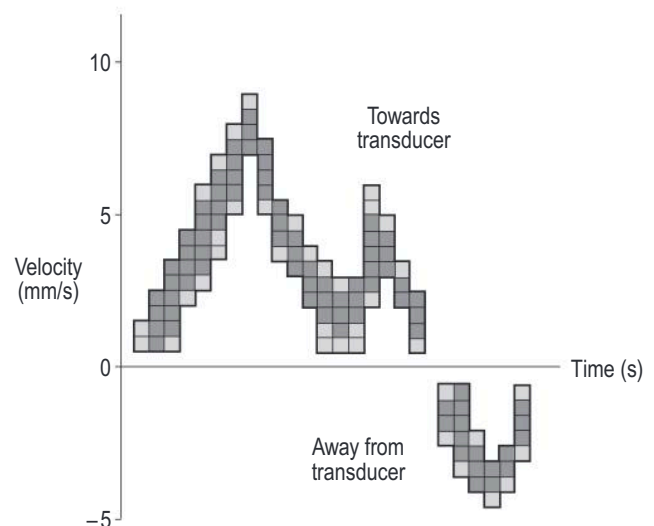 10
Towards
transducer
5
Velocity
(mm/s)
0
Time (s)
Away from
transducer
−5